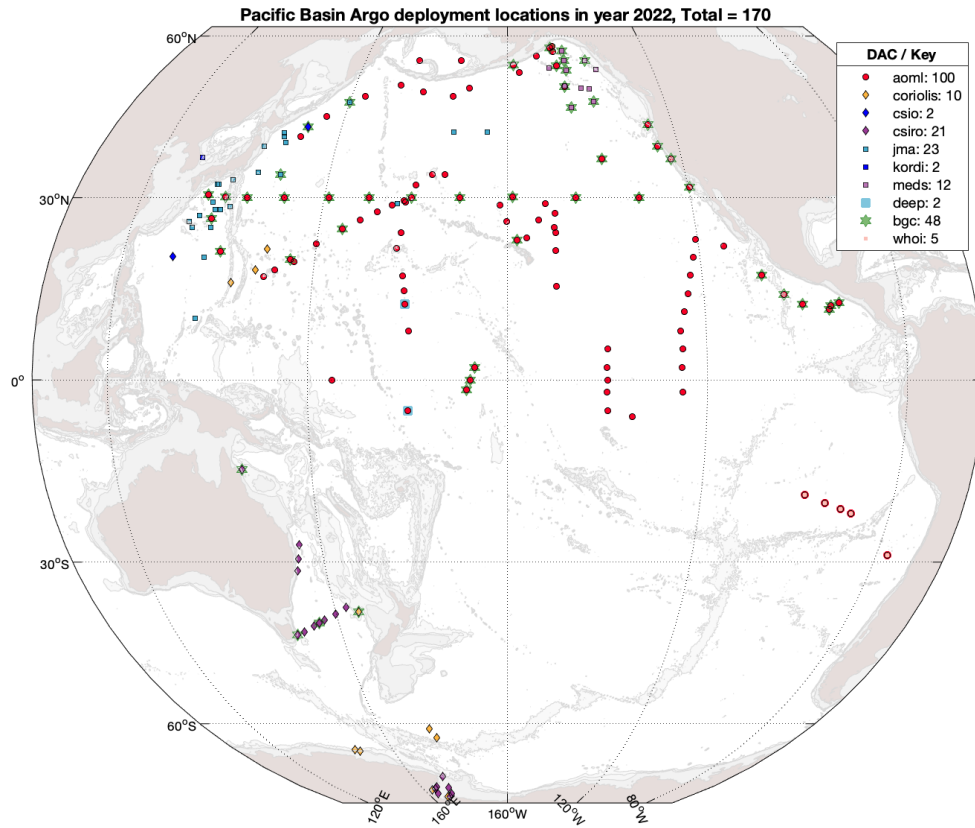 Pacific Basin Argo deployment locations in year 2022, Total = 170
60°N
DAC / Key
aoml: 100
coriolis: 10
csio: 2
csiro: 21
jma: 23
kordi: 2
meds: 12
deep: 2
bgc: 48
whoi: 5
30°N
0°
30°S
60°S
120°E
160°E
160°W
120°W
80°W